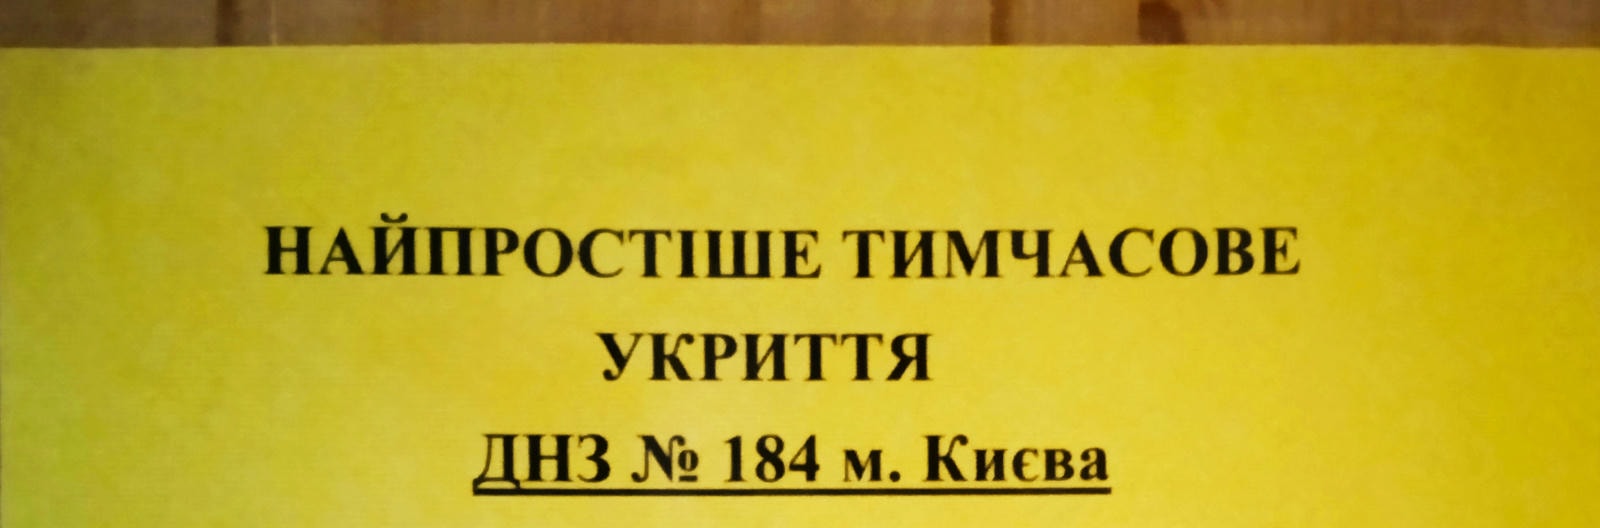 НАЙПРОСТІШЕ ТИМЧАСОВЕ
УКРИТТЯ
ДНЗ № 184 м. Києва